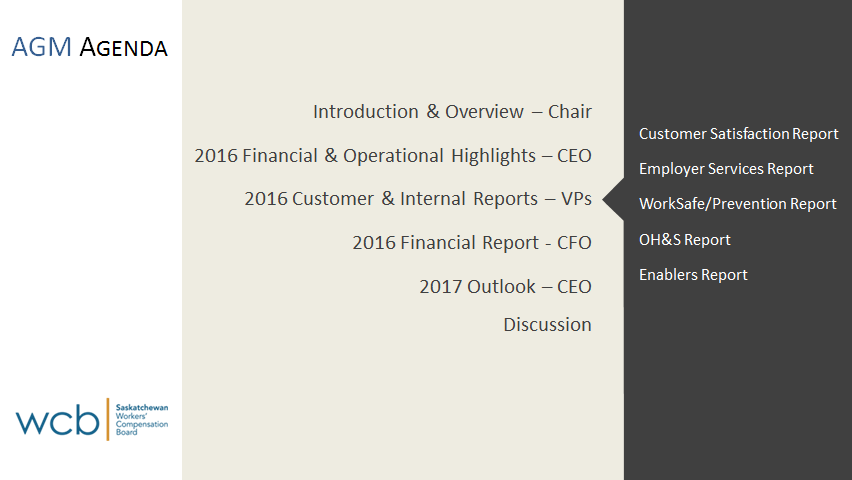 AGM AGENDA
Introduction & Overview – Chair
2016 Financial & Operational Highlights – CEO
2016 Customer & Internal Reports – VPs
2016 Financial Report - CFO
2017 Outlook – CEO
Discussion
Customer Satisfaction Report
Employer Services Report
WorkSafe/Prevention Report
OH&S Report
Enablers Report
wcb
Saskatchewan
Workers'
Compensation
Board